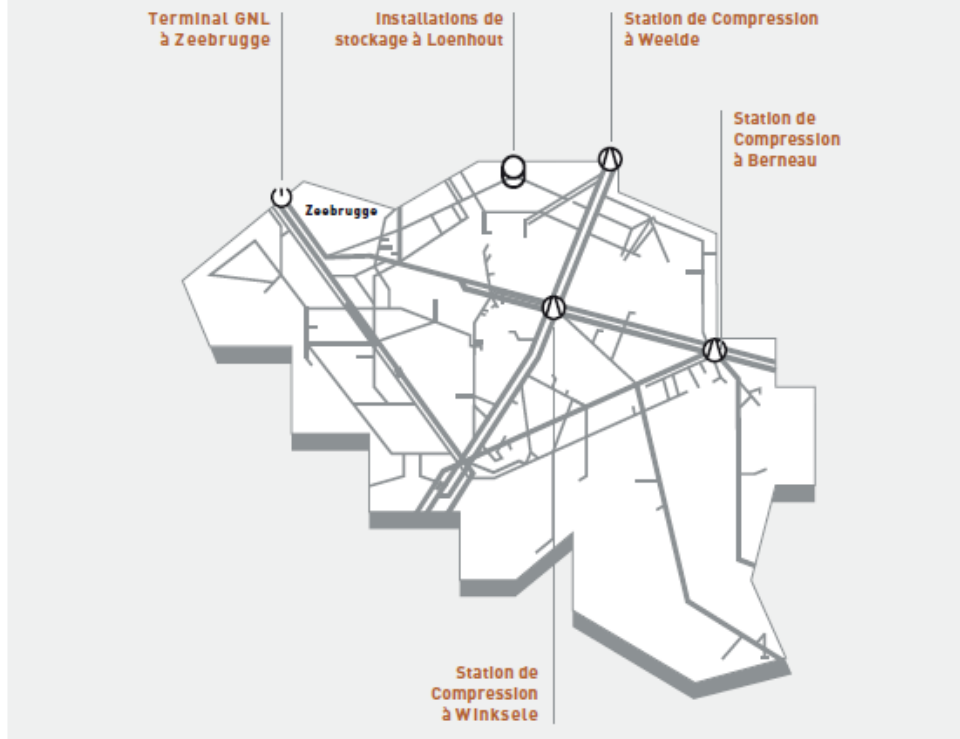 Terminal GNL
à Zeebrugge
Installations de
stockage à Loenhout
Station de Compression
à Weelde
Station de
Compression
à Berneau
Zeebrugge
Station de
Compression
à Winksele